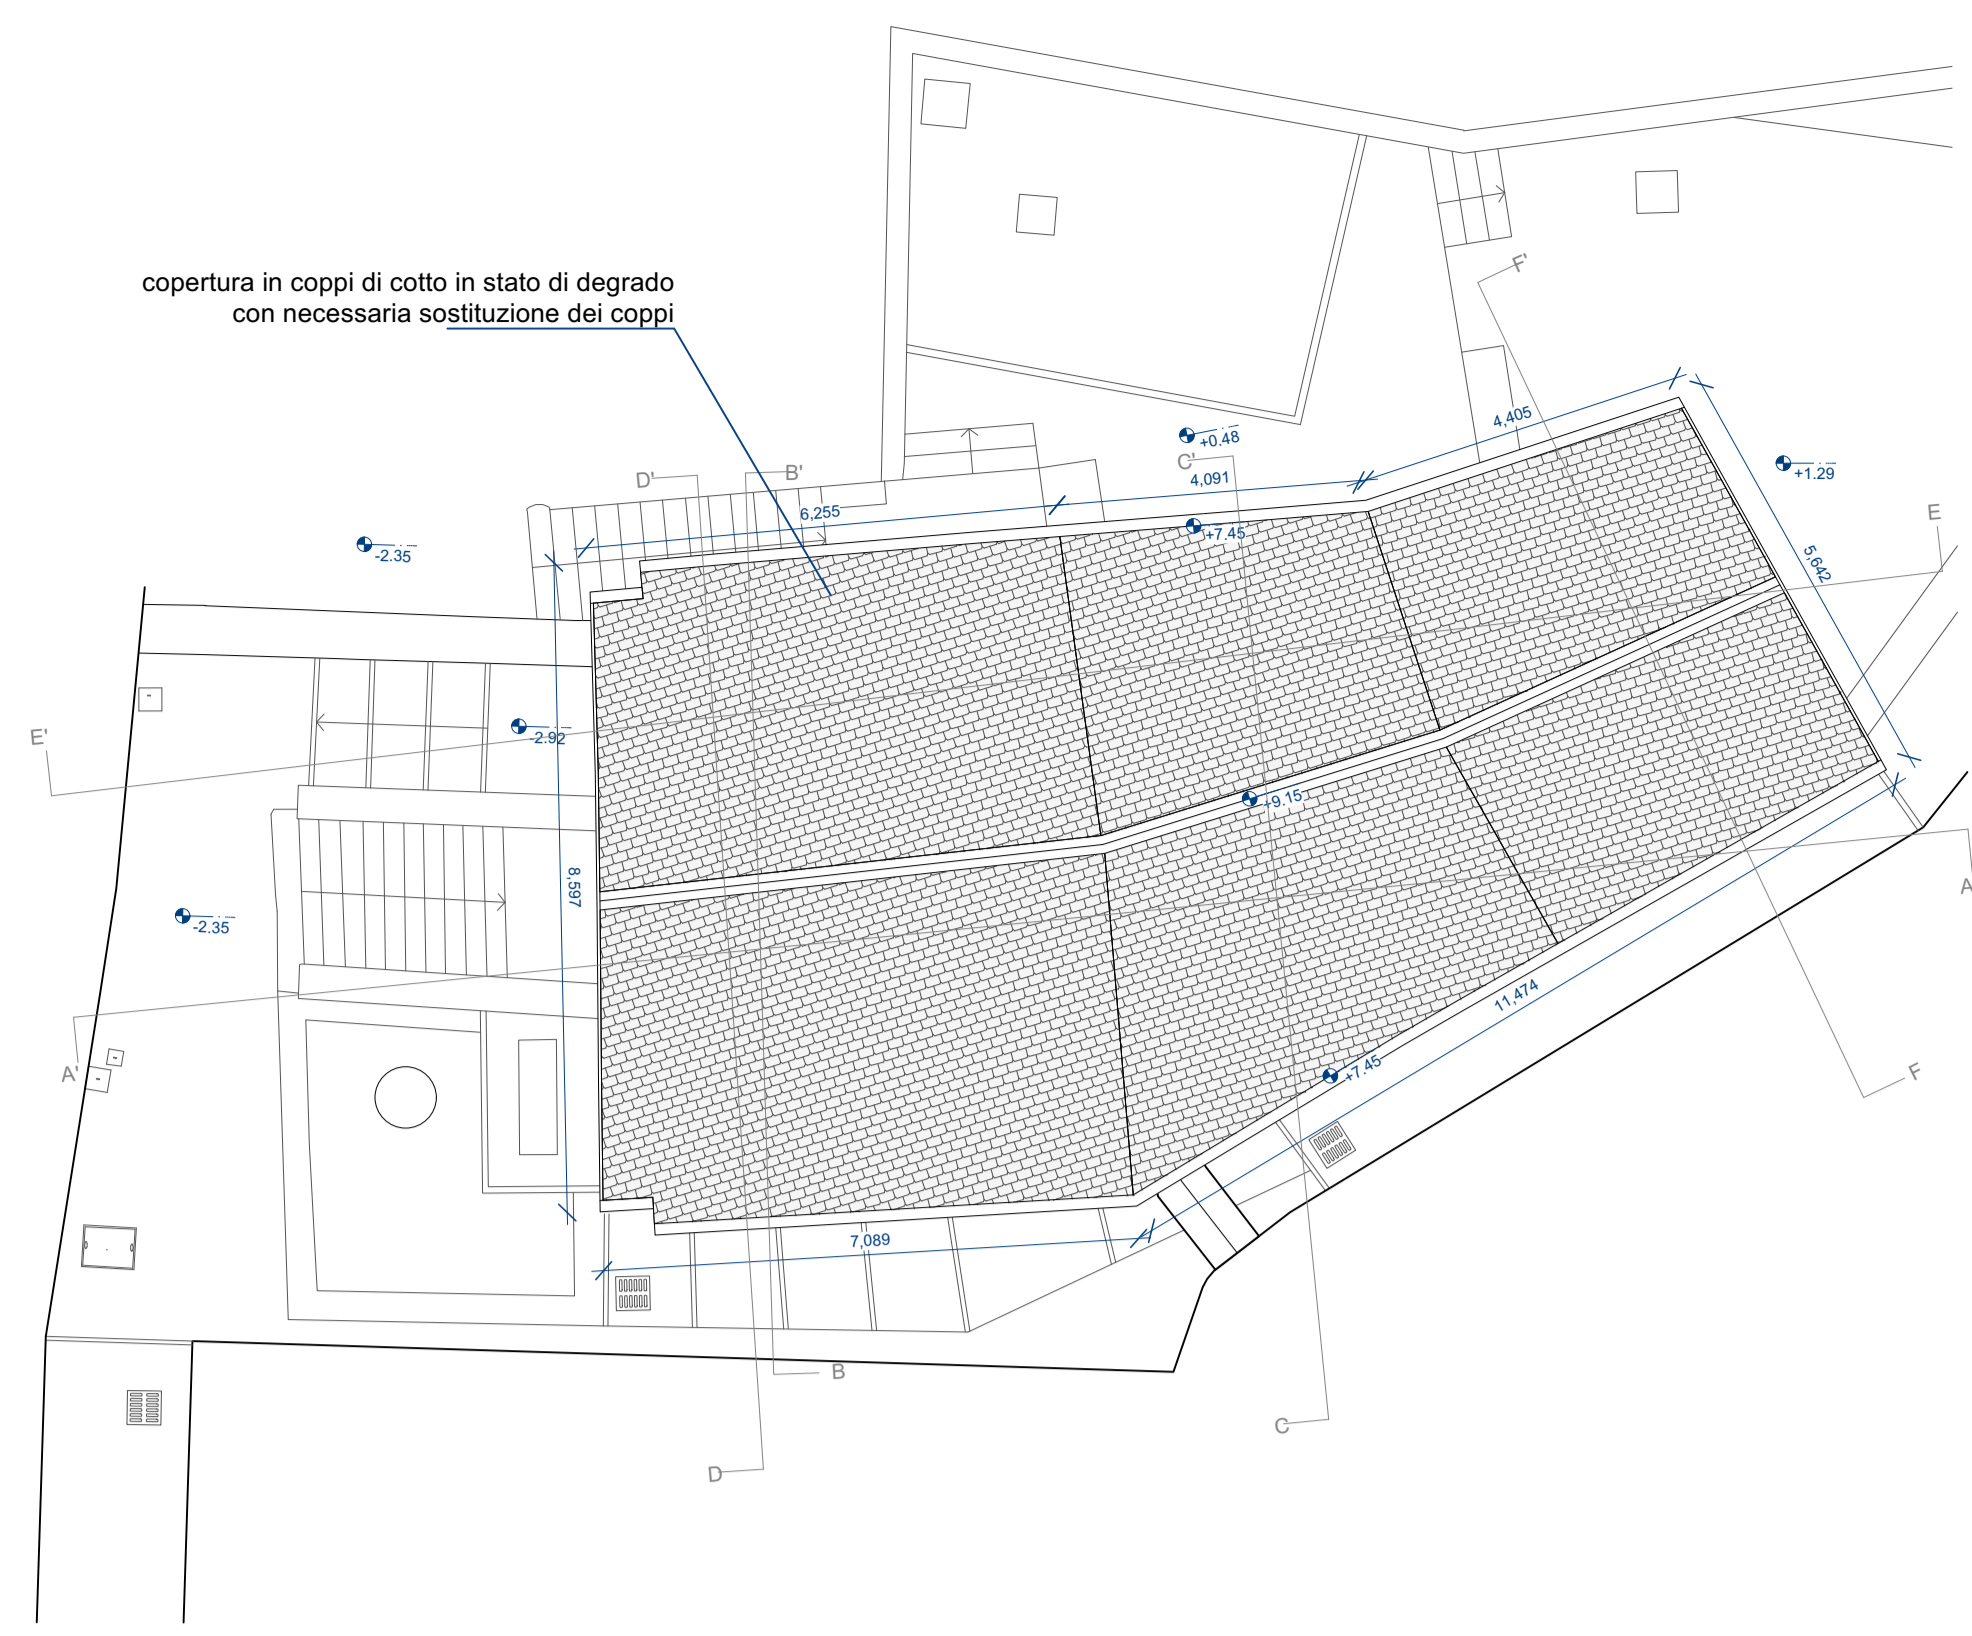 copertura in coppi di cotto in stato di degrado
con necessaria sostituzione dei coppi
F'
4,405
+0.48
C'
4,091
+1.29
D'
B'
6,255
+7.45
E
-2.35
5,642
E'
-2.92
+9.15
8,597
A
-2.35
11,474
A'
+7.45
F
7,089
B
C
D